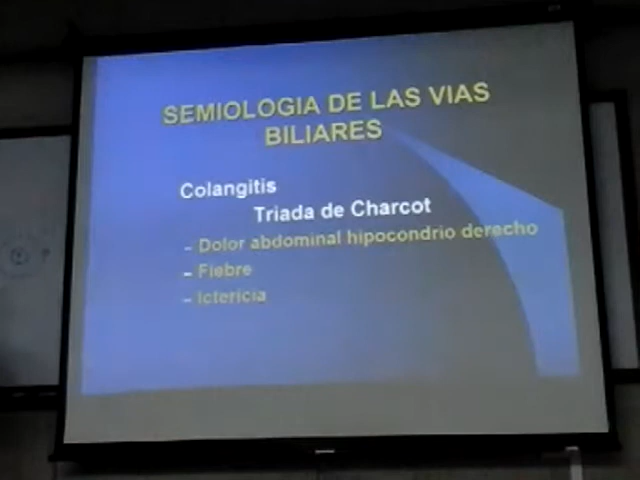 SEMIOLOGIA DE LAS VIAS
BILIARES
Colangitis
Triada de Charcot
- Dolor abdominal hipocondrio derecho
- Fiebre
- Ictericia